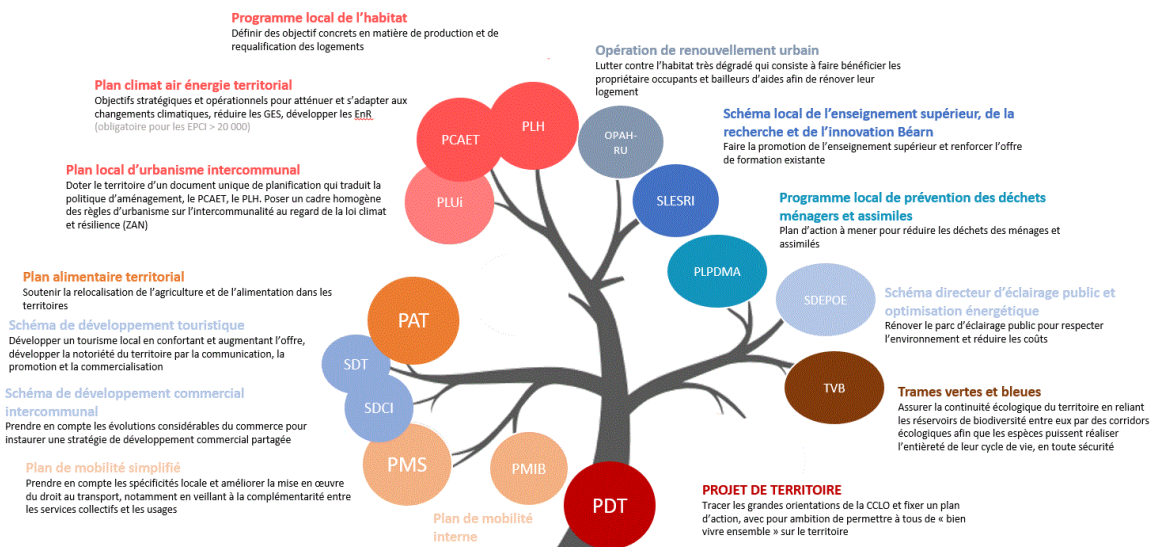 Programme local de l'habitat
Définir des objectif concrets en matière de production et de
requalification des logements
Plan climat air énergie territorial
Objectifs stratégiques et opérationnels pour atténuer et s'adapter aux
changements climatiques, réduire les GES, développer les EnR
(obligatoire pour les EPCI > 20 000)
Plan local d'urbanisme intercommunal
Doter le territoire d'un document unique de planification qui traduit la
politique d'aménagement, le PCAET, le PLH. Poser un cadre homogène
des règles d'urbanisme sur l'intercommunalité au regard de la loi climat
et résilience (ZAN)
Plan alimentaire territorial
Soutenir la relocalisation de l'agriculture et de l'alimentation dans les
territoires
Schéma de développement touristique
Développer un tourisme local en confortant et augmentant l'offre,
développer la notoriété du territoire par la communication, la
promotion et la commercialisation
Schéma de développement commercial
intercommunal
Prendre en compte les évolutions considérables du commerce pour
instaurer une stratégie de développement commercial partagée
Plan de mobilité simplifié
Prendre en compte les spécificités locale et améliorer la mise en œuvre
du droit au transport, notamment en veillant à la complémentarité entre
les services collectifs et les usages
Plan de mobilité
interne
PCAET
PLH
PLUi
PAT
SDT
SDCI
PMS
PMIB
PDT
OPAH-
RU
SLESRI
PLPDMA
SDEPOE
TVB
Opération de renouvellement urbain
Lutter contre l'habitat très dégradé qui consiste à faire bénéficier les
propriétaire occupants et bailleurs d'aides afin de rénover leur
logement
Schéma local de l'enseignement supérieur, de la
recherche et de l'innovation Béarn
Faire la promotion de l'enseignement supérieur et renforcer l'offre
de formation existante
Programme local de prévention des déchets
ménagers et assimiles
Plan d'action à mener pour réduire les déchets des ménages et
assimilés
Schéma directeur d'éclairage public et
optimisation énergétique
Rénover le parc d'éclairage public pour respecter
l'environnement et réduire les coûts
Trames vertes et bleues
Assurer la continuité écologique du territoire en reliant
les réservoirs de biodiversité entre eux par des corridors
écologiques afin que les espèces puissent réaliser
l'entièreté de leur cycle de vie, en toute sécurité
PROJET DE TERRITOIRE
Tracer les grandes orientations de la CCLO et fixer un plan
d'action, avec pour ambition de permettre à tous de « bien
vivre ensemble » sur le territoire